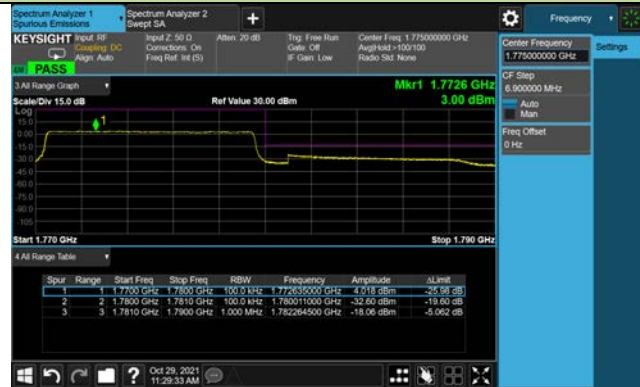 Spectrum Analyzer 1
Spurious Emissions
Spectrum Analyzer 2
Swept SA
Frequency
KEYSIGHT
Input: RF
Coupling: DC
Align: Auto
Input Z: 50 Ω
Corrections: On
Freq Ref: Int (S)
Atten: 20 dB
Trig: Free Run
Gate: Off
IF Gain: Low
Center Freq: 1.775000000 GHz
Avg|Hold:>100/100
Radio Std: None
PASS
Center Frequency
1.775000000 GHz
Settings
CF Step
6.900000 MHz
Auto
Man
Freq Offset
0 Hz
3 All Range Graph
Mkr1 1.7726 GHz
Scale/Div 15.0 dB
Ref Value 30.00 dBm
3.00 dBm
Log
15.0
0.00
-15.0
-30.0
-45.0
-60.0
-75.0
-90.0
-105
1
Start 1.770 GHz
Stop 1.790 GHz
4 All Range Table
Spur Range Start Freq Stop Freq RBW Frequency Amplitude ΔLimit
1 1 1.7700 GHz 1.7800 GHz 100.0 kHz 1.772635000 GHz 4.018 dBm -25.98 dB
2 2 1.7800 GHz 1.7810 GHz 100.0 kHz 1.780011000 GHz -32.60 dBm -19.60 dB
3 3 1.7810 GHz 1.7900 GHz 1.000 MHz 1.782264500 GHz -18.06 dBm -5.062 dB
Oct 29, 2021
11:29:33 AM